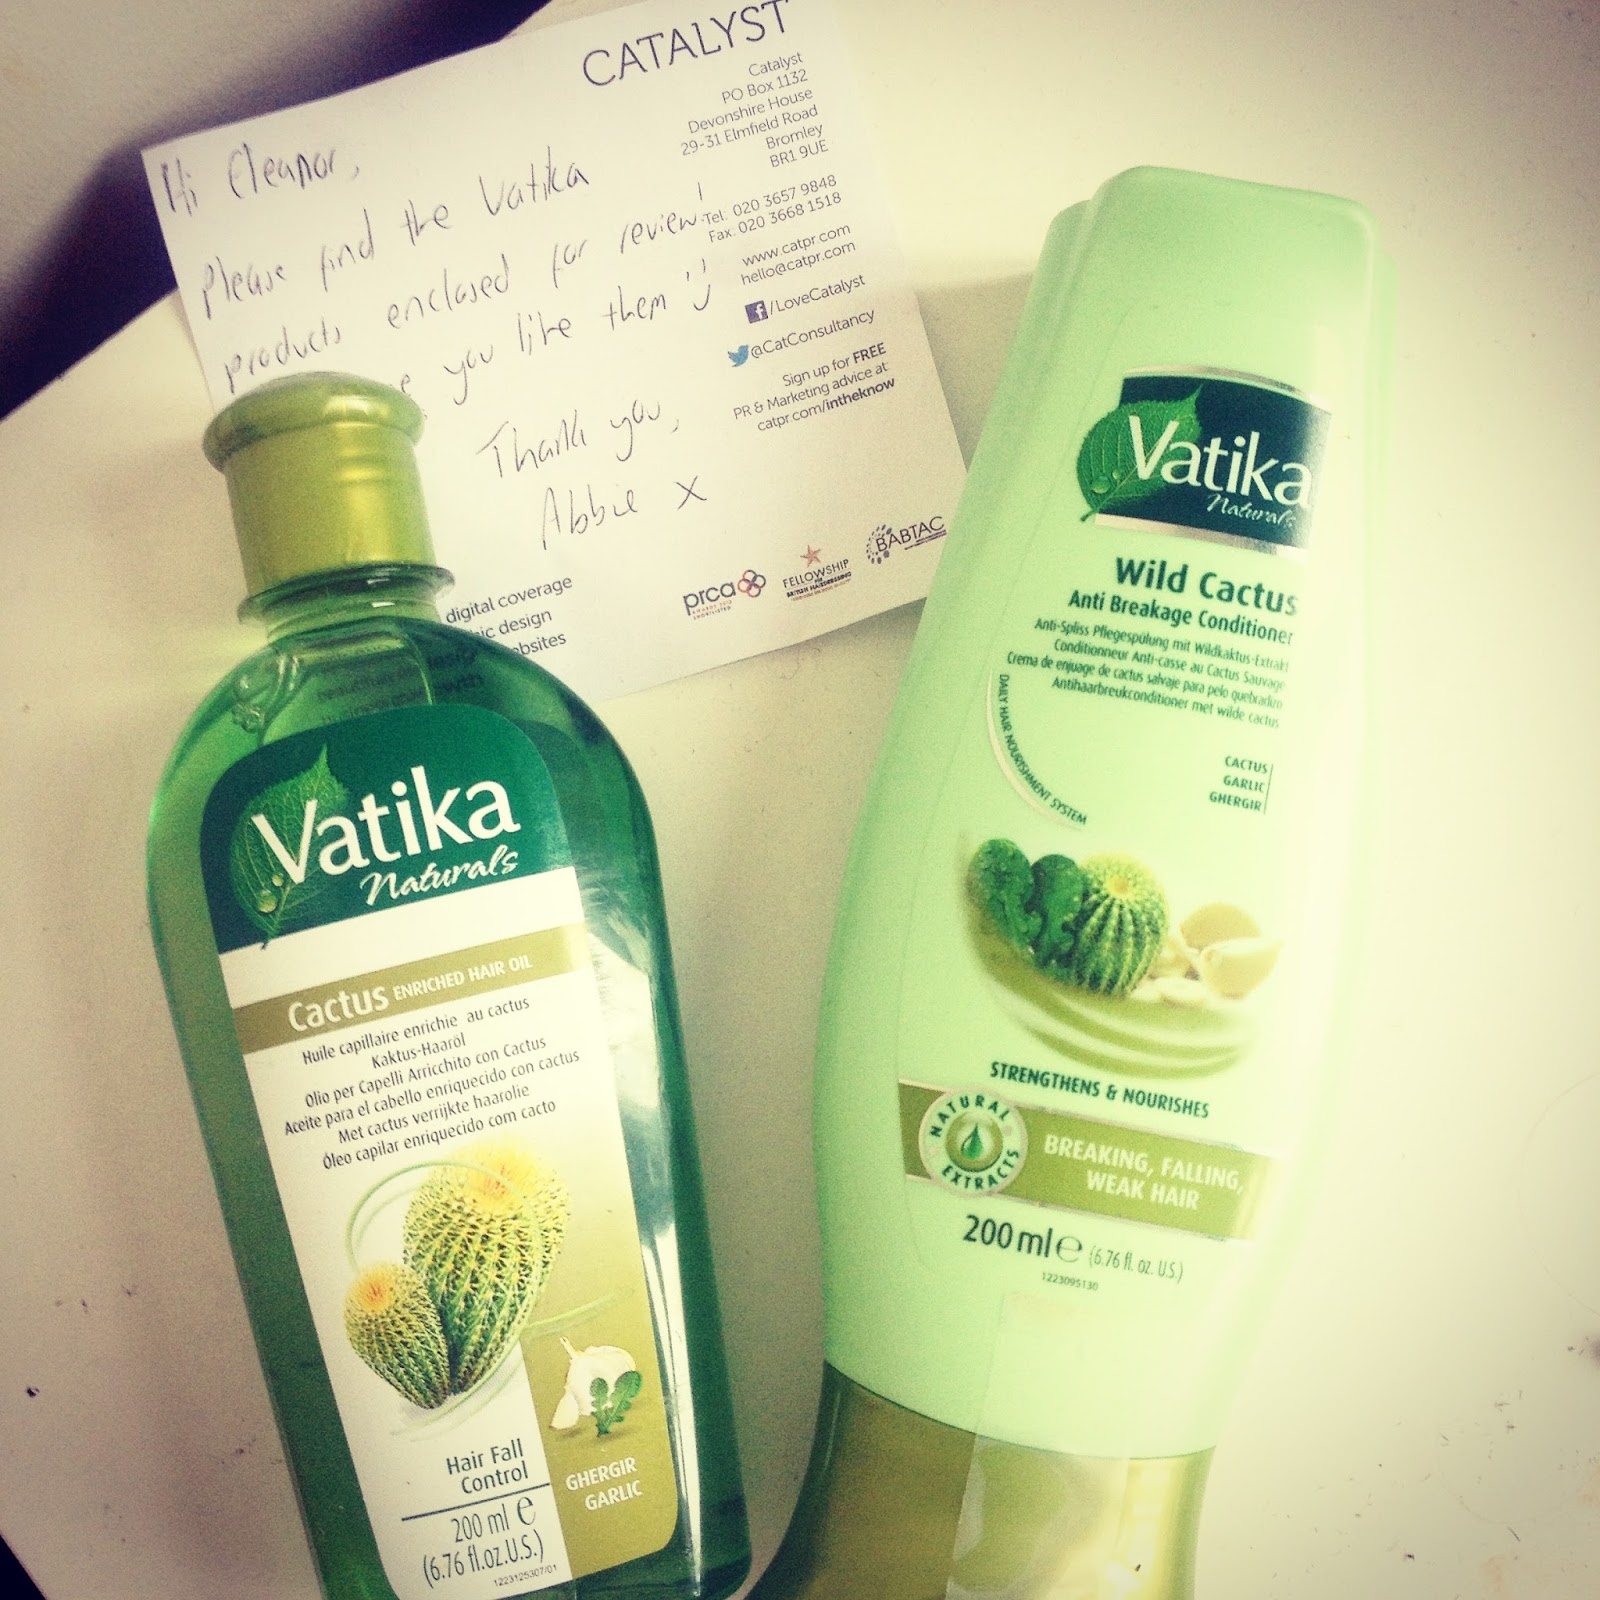 CATALYST
Catalyst
PO Box 1132
Devonshire House
29-31 Elmfield Road
Bromley
BR1 9UE
Tel: 020 3657 9848
Fax: 020 3668 1518
www.catpr.com
hello@catpr.com
/LoveCatalyst
@CatConsultancy
Sign up for FREE
PR & Marketing advice at:
catpr.com/intheknow
Hi Eleanor,
Please find the Vatika
products enclosed for review!
you like them
Thank you,
Abbie x
prca
FELLOWSHIP
FOR
BRITISH HAIRDRESSING
BABTAC
digital coverage
design
websites
Vatika
Naturals
Cactus ENRICHED HAIR OIL
Huile capillaire enrichie au cactus
Kaktus-Haaröl
Olio per Capelli Arricchito con Cactus
Aceite para el cabello enriquecido con cactus
Met cactus verrijkte haarolie
Óleo capilar enriquecido com cacto
Hair Fall
Control
GHERGIR
GARLIC
200 ml e
(6.76 fl.oz.U.S.)
1223125307/01
Vatika
Naturals
Wild Cactus
Anti Breakage Conditioner
Anti-Spliss Pflegespülung mit Wildkaktus-Extrakt
Conditionneur Anti-casse au Cactus Sauvage
Crema de enjuage de cactus salvaje para pelo quebradizo
Antihaarbreukconditioner met wilde cactus
DAILY HAIR NOURISHMENT SYSTEM
CACTUS
GARLIC
GHERGIR
STRENGTHENS & NOURISHES
NATURAL EXTRACTS
BREAKING, FALLING,
WEAK HAIR
200 ml e (6.76 fl. oz. U.S.)
1223095130